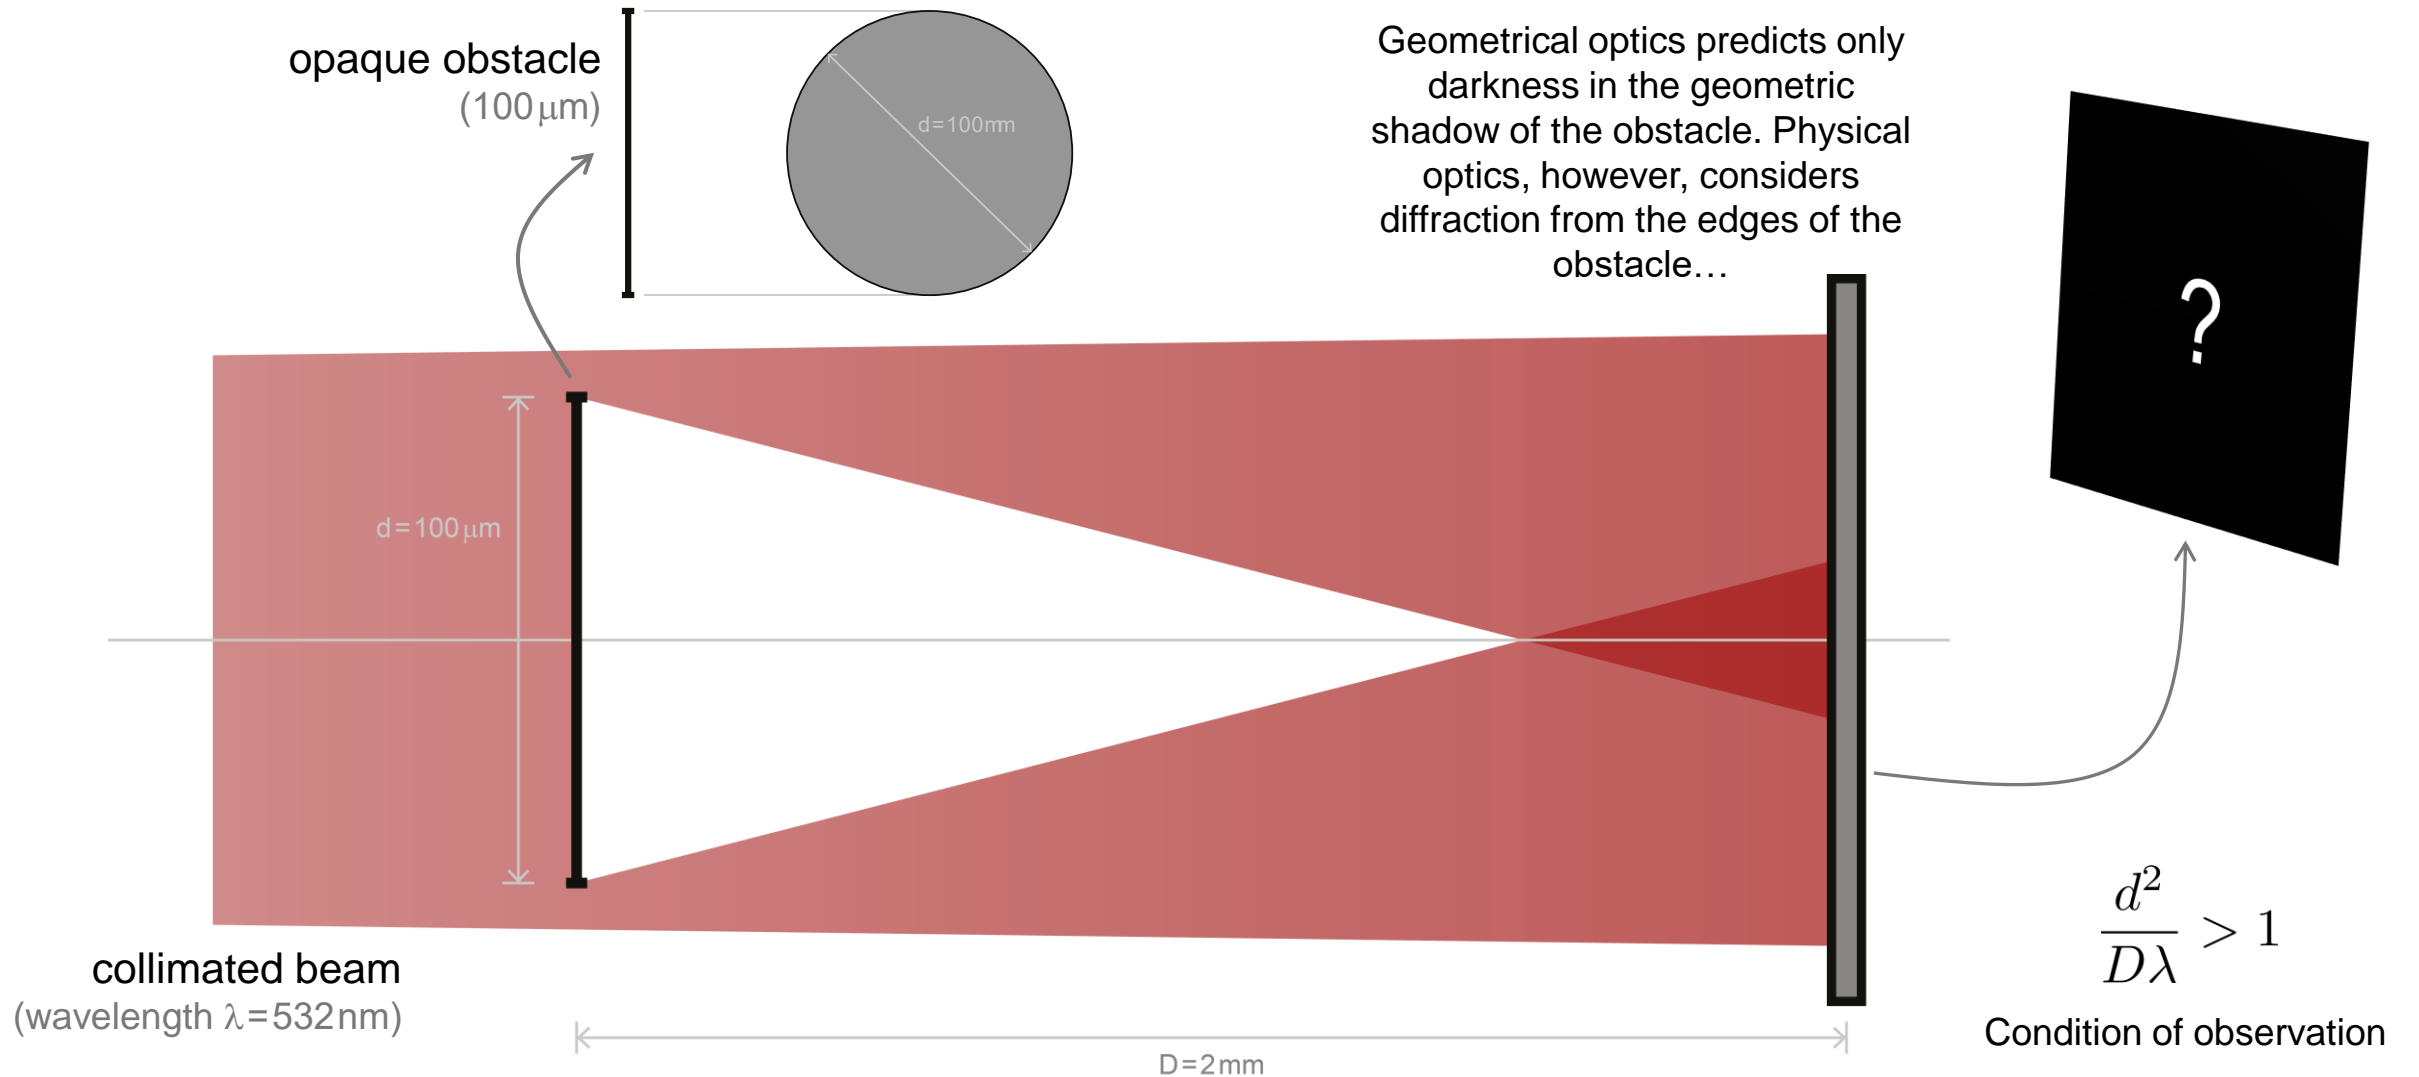 opaque obstacle
(100 μm)
d=100mm
Geometrical optics predicts only
darkness in the geometric
shadow of the obstacle. Physical
optics, however, considers
diffraction from the edges of the
obstacle…
?
d=100 μm
collimated beam
(wavelength λ=532nm)
D=2mm
d² / Dλ > 1
Condition of observation